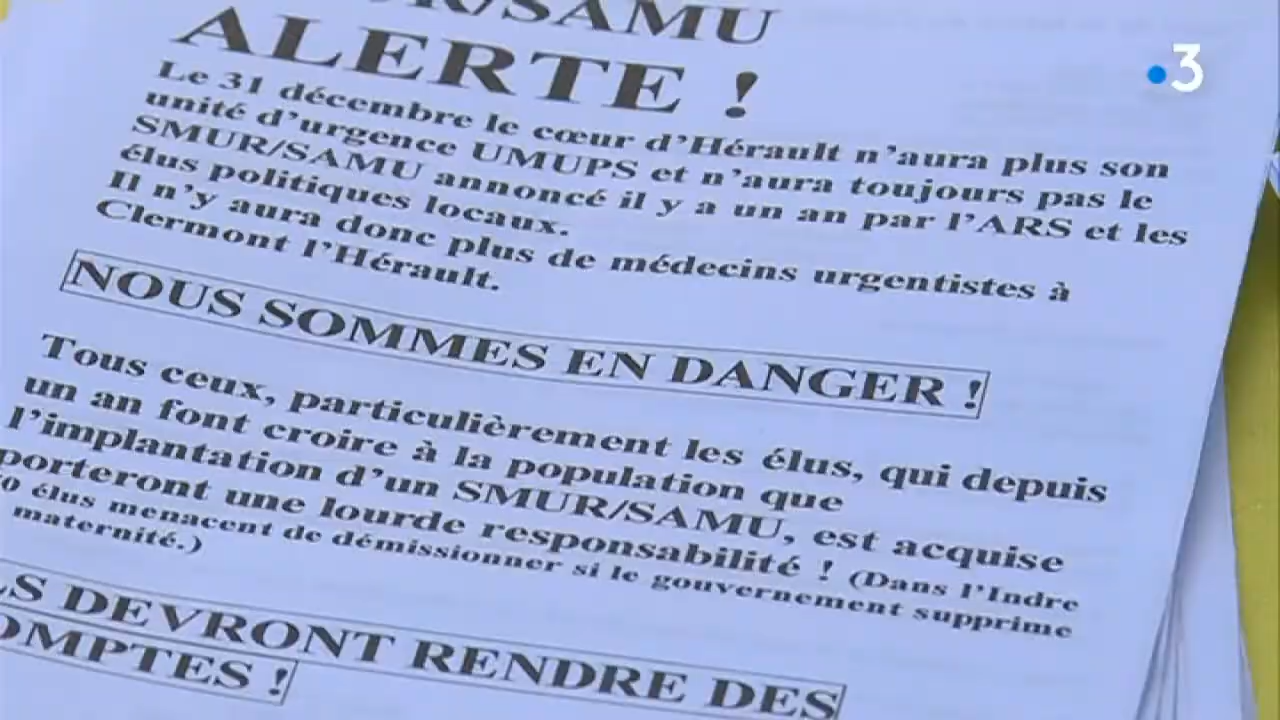 SMUR/SAMU
ALERTE !
Le 31 décembre le cœur d'Hérault n'aura plus son
unité d'urgence UMUPS et n'aura toujours pas le
SMUR/SAMU annoncé il y a un an par l'ARS et les
élus politiques locaux.
Il n'y aura donc plus de médecins urgentistes à
Clermont l'Hérault.
NOUS SOMMES EN DANGER !
Tous ceux, particulièrement les élus, qui depuis
un an font croire à la population que
l'implantation d'un SMUR/SAMU, est acquise
porteront une lourde responsabilité ! (Dans l'Indre
0 élus menacent de démissionner si le gouvernement supprime
maternité.)
LS DEVRONT RENDRE DES
OMPTES !
3